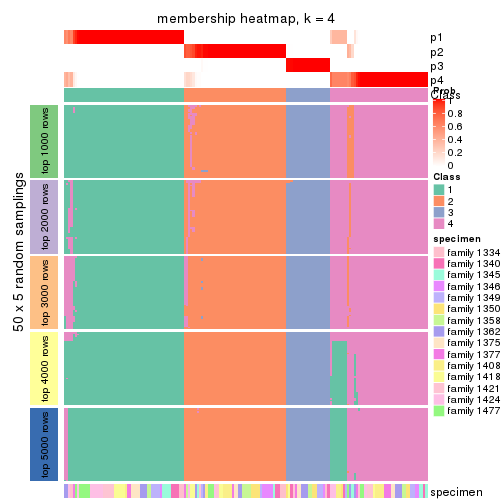 membership heatmap, k = 4
p1
p2
p3
p4
Class
50 x 5 random samplings
top 1000 rows
top 2000 rows
top 3000 rows
top 4000 rows
top 5000 rows
specimen
Prob
1
0.8
0.6
0.4
0.2
0
Class
1
2
3
4
specimen
family 1334
family 1340
family 1345
family 1346
family 1349
family 1350
family 1358
family 1362
family 1375
family 1377
family 1408
family 1418
family 1421
family 1424
family 1477